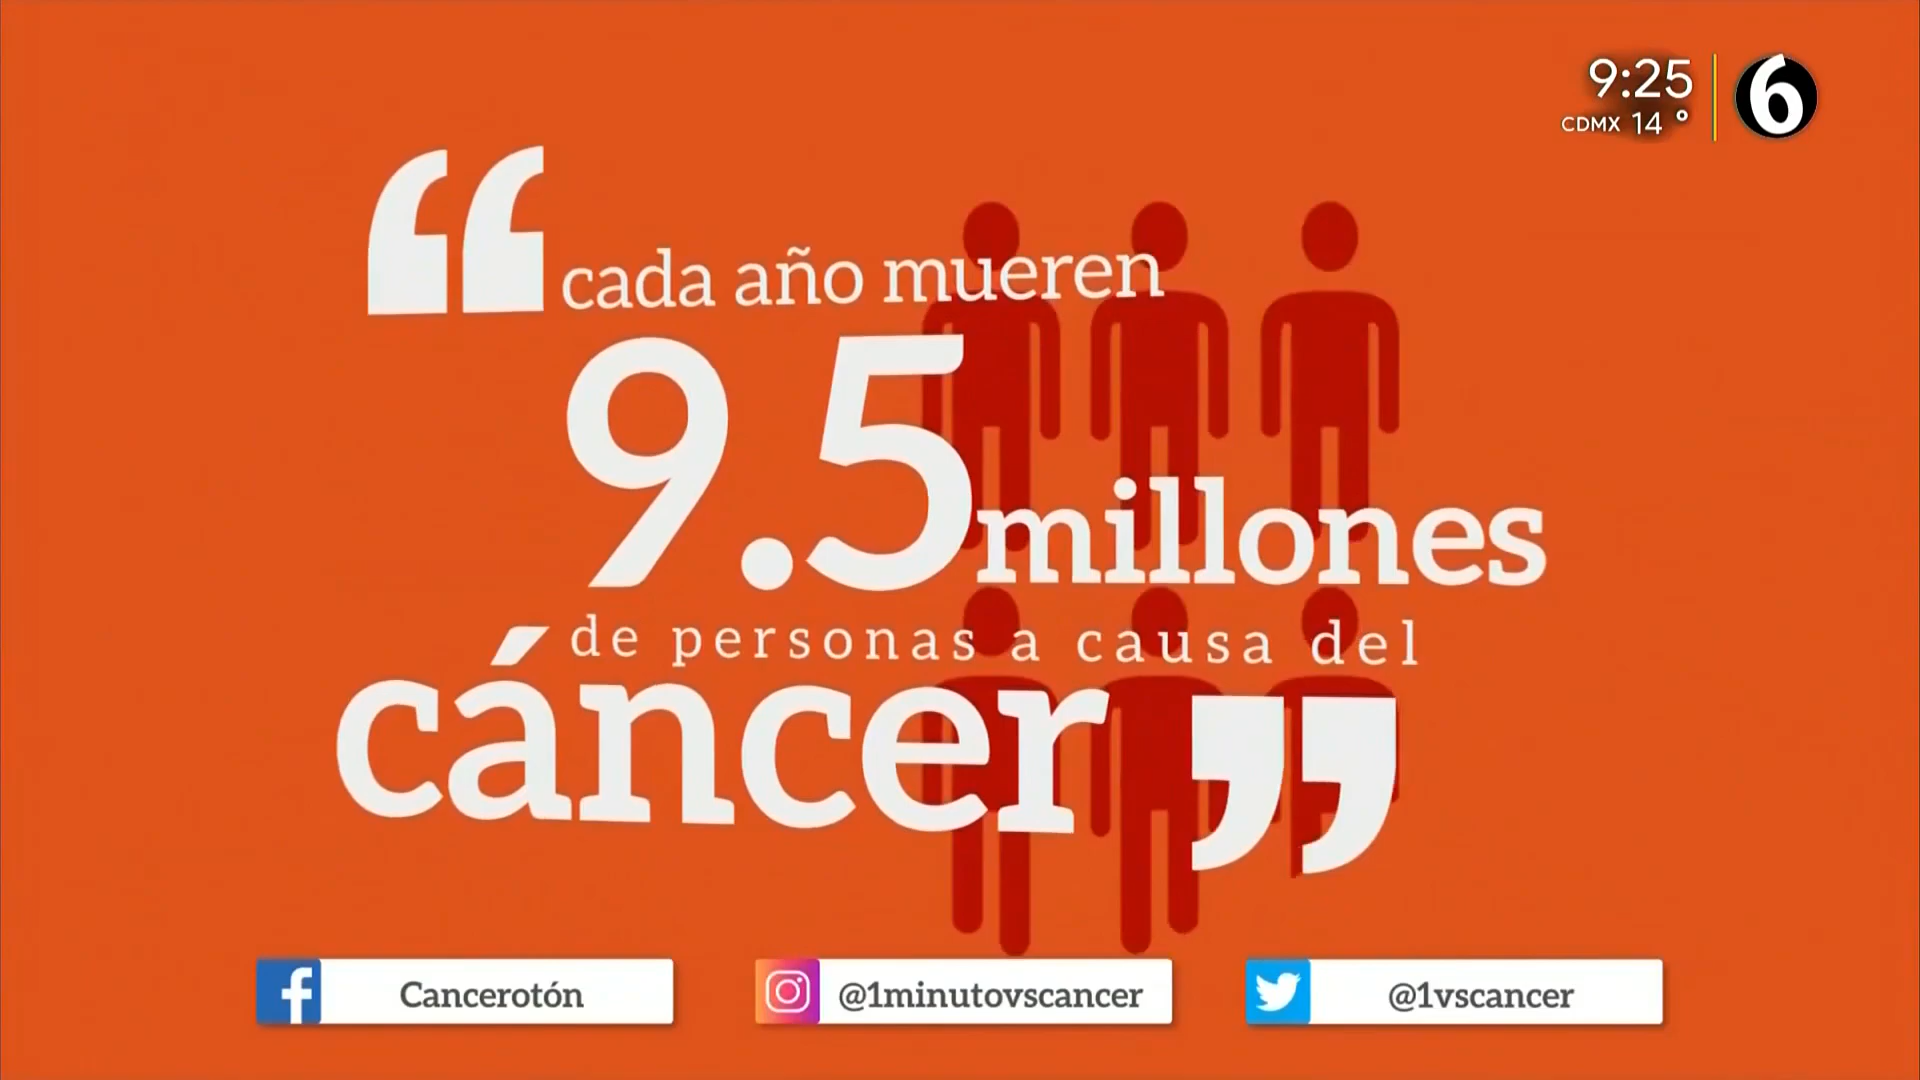 9:25
CDMX 14 °
6
“cada año mueren
9.5 millones
de personas a causa del
cáncer”
Cancerotón
@1minutovscancer
@1vscancer